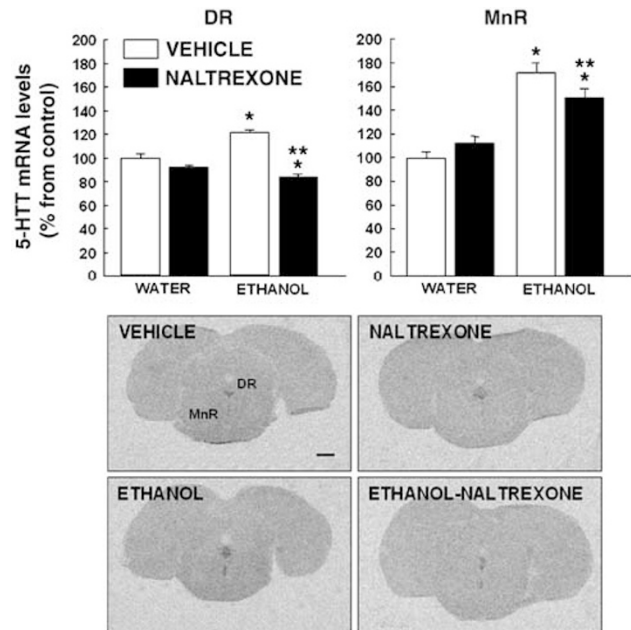 DR
MnR
VEHICLE
NALTREXONE
5-HTT mRNA levels
(% from control)
200
180
160
140
120
100
80
60
40
20
0
*
**
*
WATER
ETHANOL
200
180
160
140
120
100
80
60
40
20
0
*
**
*
WATER
ETHANOL
VEHICLE
DR
MnR
NALTREXONE
ETHANOL
ETHANOL-NALTREXONE